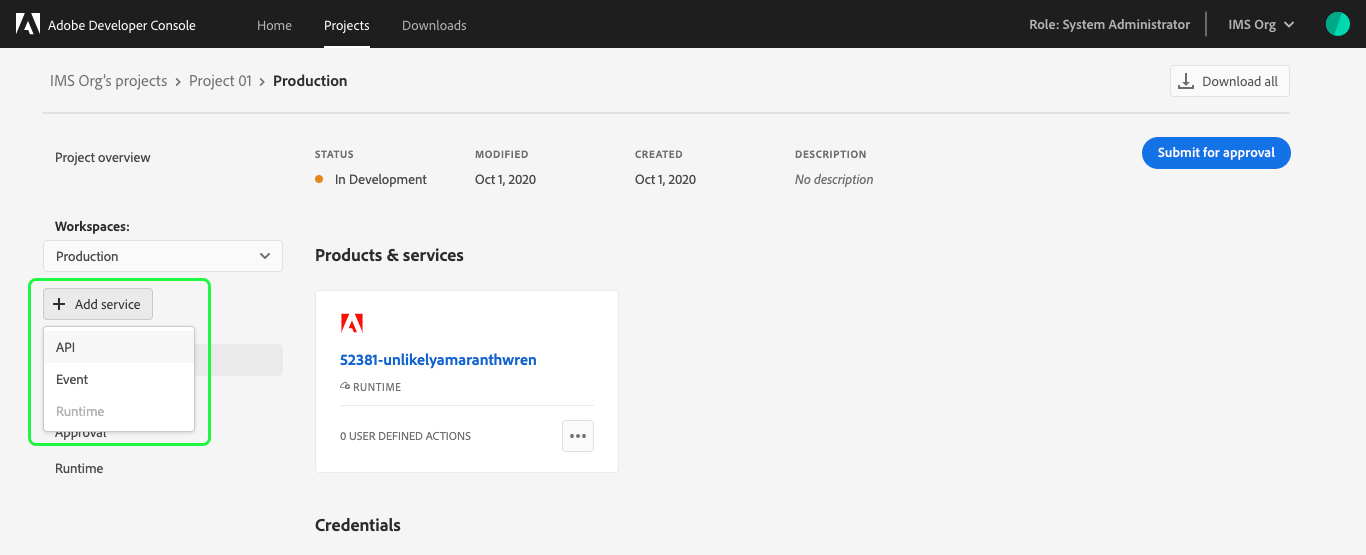 Adobe Developer Console
Home
Projects
Downloads
Role: System Administrator
IMS Org
IMS Org's projects > Project 01 > Production
Download all
Project overview
STATUS
In Development
MODIFIED
Oct 1, 2020
CREATED
Oct 1, 2020
DESCRIPTION
No description
Submit for approval
Workspaces:
Production
Add service
API
Event
Runtime
Approval
Runtime
Products & services
52381-unlikelyamaranthwren
RUNTIME
0 USER DEFINED ACTIONS
Credentials